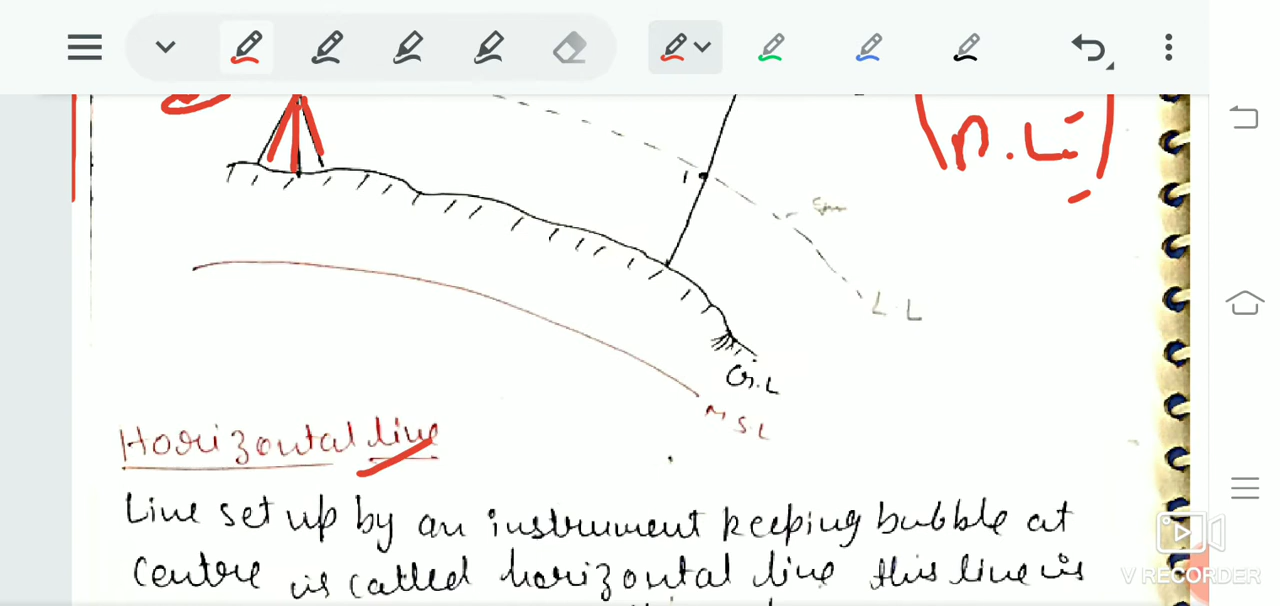 (D.L)
L.L
G.L
M S L
Horizontal line
Line set up by an instrument keeping bubble at
centre is called horizontal line this line is
V RECORDER